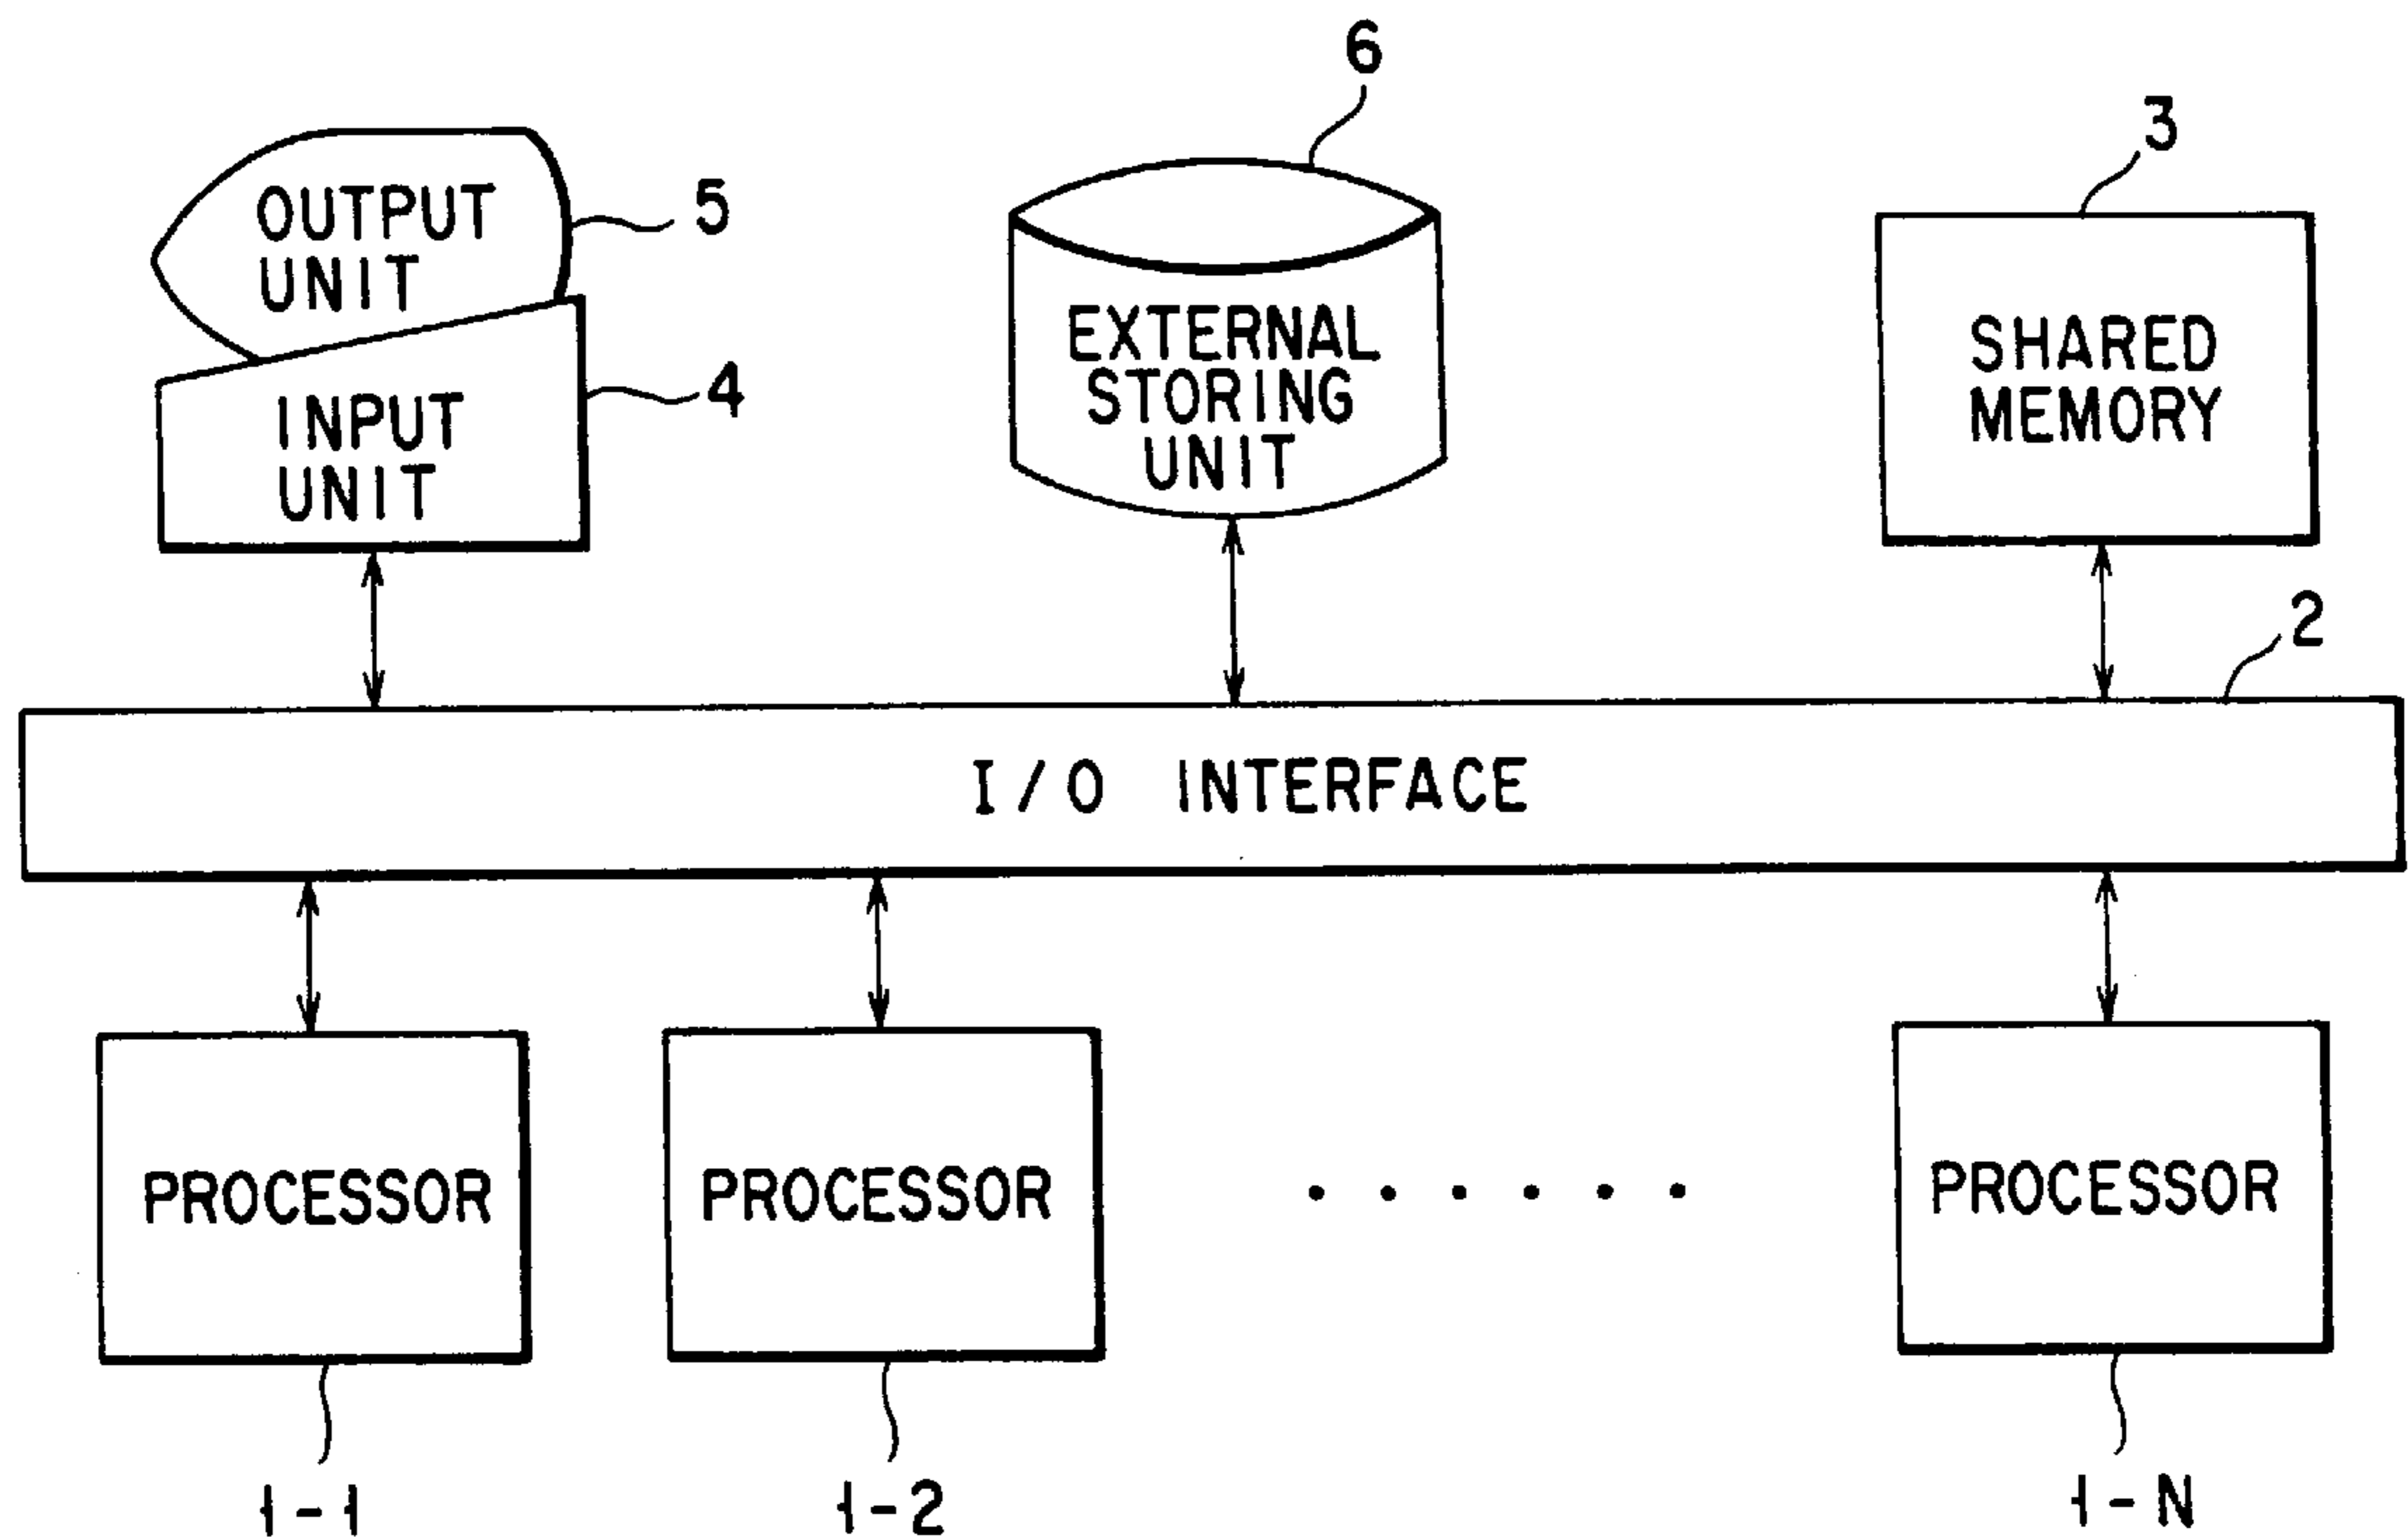 6
3
OUTPUT
UNIT
5
EXTERNAL
STORING
UNIT
SHARED
MEMORY
INPUT
UNIT
4
2
I/O INTERFACE
PROCESSOR
PROCESSOR
......
PROCESSOR
1-1
1-2
1-N